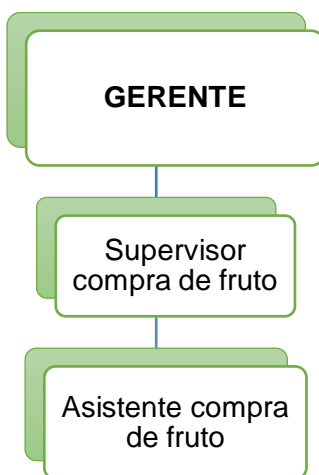 GERENTE
Supervisor
compra de fruto
Asistente compra
de fruto